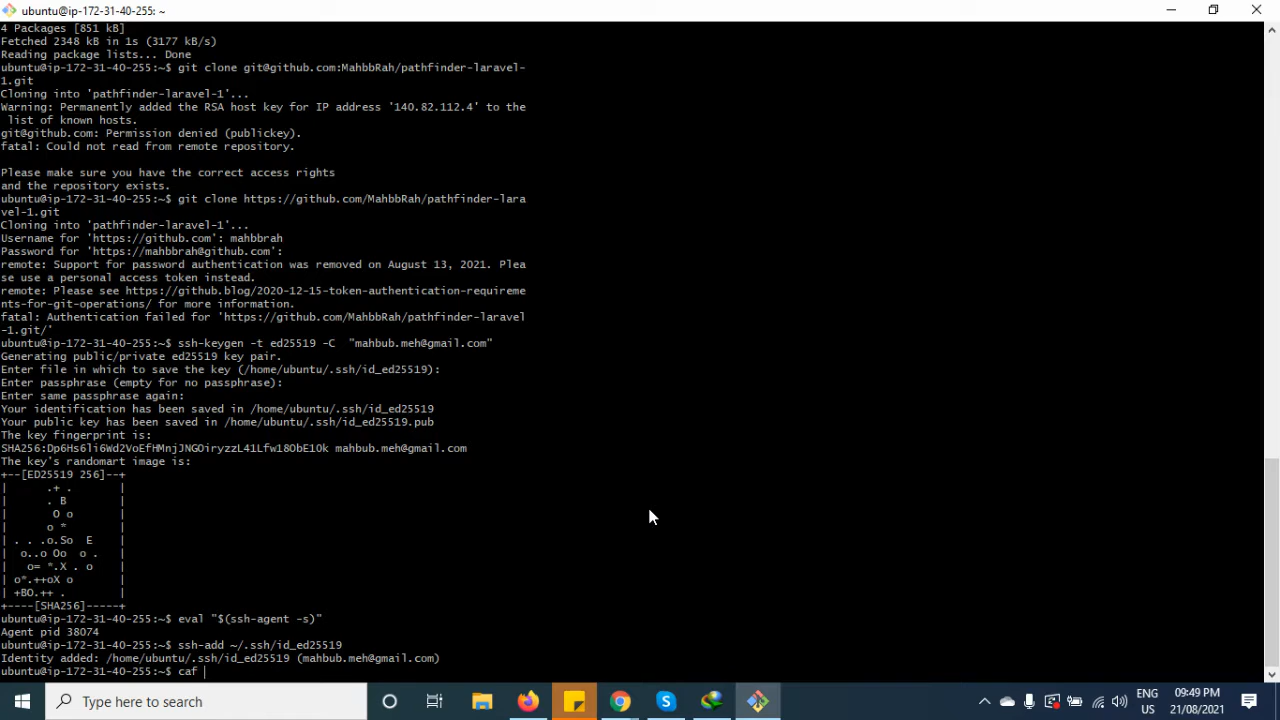 ubuntu@ip-172-31-40-255: ~
4 Packages [851 kB]
Fetched 2348 kB in 1s (3177 kB/s)
Reading package lists... Done
ubuntu@ip-172-31-40-255:~$ git clone git@github.com:MahbbRah/pathfinder-laravel-
1.git
Cloning into 'pathfinder-laravel-1'...
Warning: Permanently added the RSA host key for IP address '140.82.112.4' to the
list of known hosts.
git@github.com: Permission denied (publickey).
fatal: Could not read from remote repository.
Please make sure you have the correct access rights
and the repository exists.
ubuntu@ip-172-31-40-255:~$ git clone https://github.com/MahbbRah/pathfinder-lara
vel-1.git
Cloning into 'pathfinder-laravel-1'...
Username for 'https://github.com': mahbbrah
Password for 'https://mahbbrah@github.com':
remote: Support for password authentication was removed on August 13, 2021. Plea
se use a personal access token instead.
remote: Please see https://github.blog/2020-12-15-token-authentication-requireme
nts-for-git-operations/ for more information.
fatal: Authentication failed for 'https://github.com/MahbbRah/pathfinder-laravel
-1.git/'
ubuntu@ip-172-31-40-255:~$ ssh-keygen -t ed25519 -C  "mahbub.meh@gmail.com"
Generating public/private ed25519 key pair.
Enter file in which to save the key (/home/ubuntu/.ssh/id_ed25519):
Enter passphrase (empty for no passphrase):
Enter same passphrase again:
Your identification has been saved in /home/ubuntu/.ssh/id_ed25519
Your public key has been saved in /home/ubuntu/.ssh/id_ed25519.pub
The key fingerprint is:
SHA256:Dp6Hs6li6Wd2VoEfHMnjJNGOiryzzL41Lfw18ObE1Ok mahbub.meh@gmail.com
The key's randomart image is:
+--[ED25519 256]--+
|      .+ .       |
|      . B        |
|       O o       |
|      o *        |
| . . .o.So  E    |
|  o..o Oo  o .   |
|   o= *.X . o    |
| o*.++oX o       |
| +BO.++ .        |
+----[SHA256]-----+
ubuntu@ip-172-31-40-255:~$ eval "$(ssh-agent -s)"
Agent pid 38074
ubuntu@ip-172-31-40-255:~$ ssh-add ~/.ssh/id_ed25519
Identity added: /home/ubuntu/.ssh/id_ed25519 (mahbub.meh@gmail.com)
ubuntu@ip-172-31-40-255:~$ caf
Type here to search
ENG
US
09:49 PM
21/08/2021